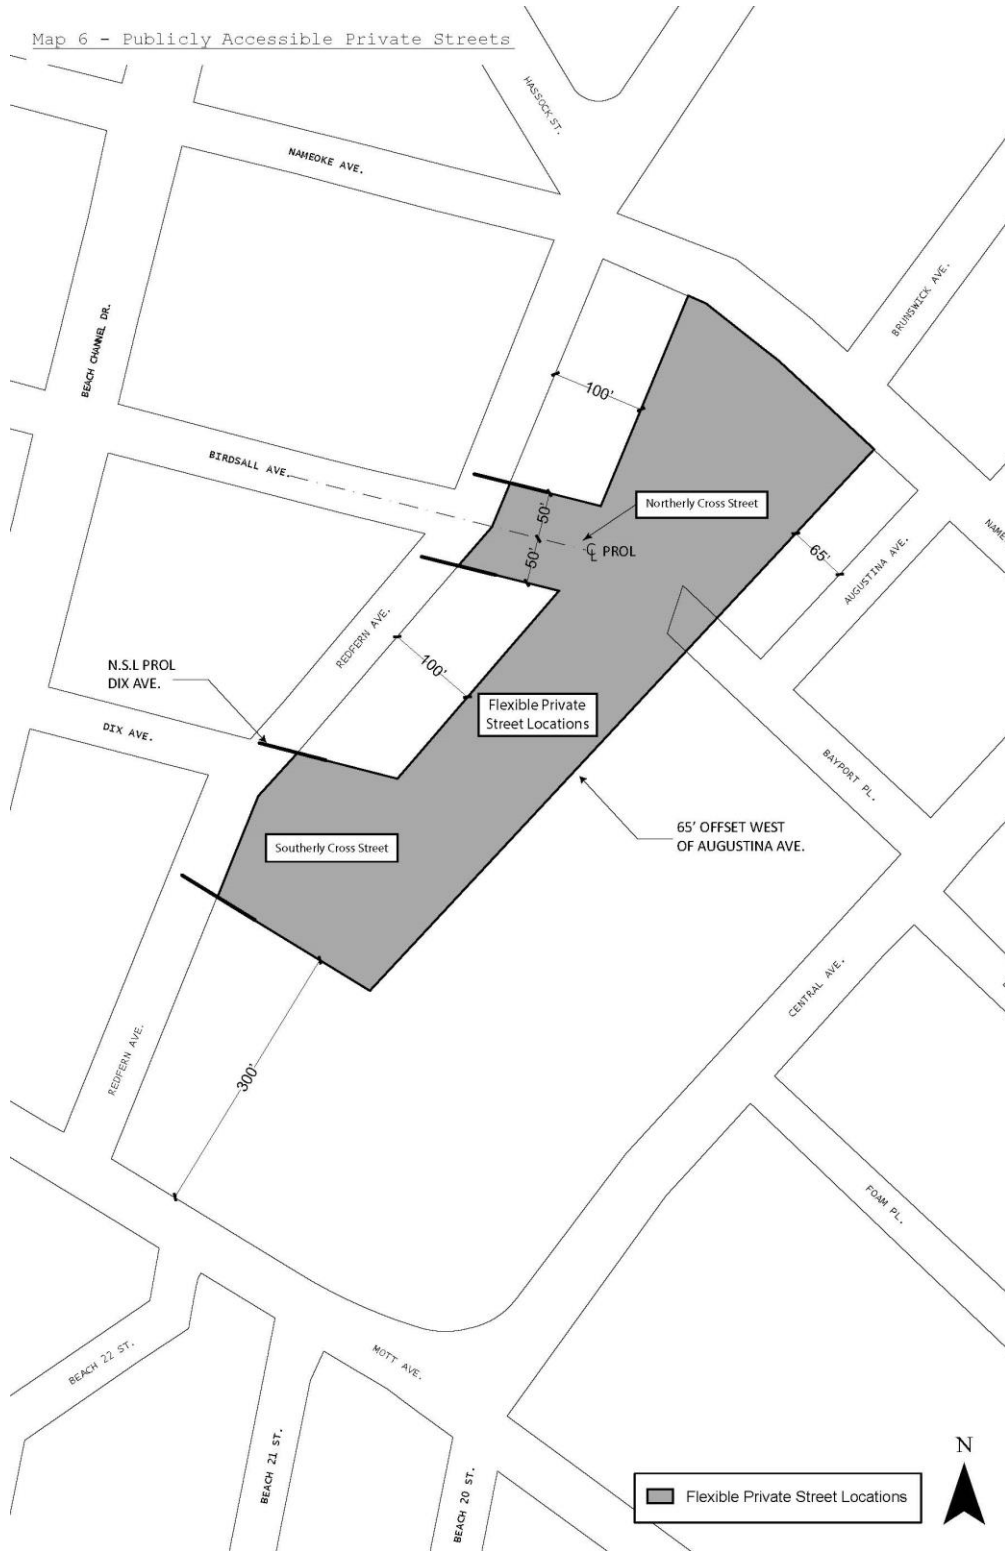 Map 6 - Publicly Accessible Private Streets
HASSOCK ST.
NAMEOKE AVE.
BRUNSWICK AVE.
BEACH CHANNEL DR.
100'
BIRDSALL AVE.
Northerly Cross Street
50'
50'
℄ PROL
65'
NAME
AUGUSTINA AVE.
REDFERN AVE.
N.S.L PROL
DIX AVE.
100'
Flexible Private
Street Locations
DIX AVE.
BAYPORT PL.
65' OFFSET WEST
OF AUGUSTINA AVE.
Southerly Cross Street
CENTRAL AVE.
REDFERN AVE.
300'
FOAM PL.
BEACH 22 ST.
MOTT AVE.
BEACH 21 ST.
BEACH 20 ST.
N
Flexible Private Street Locations